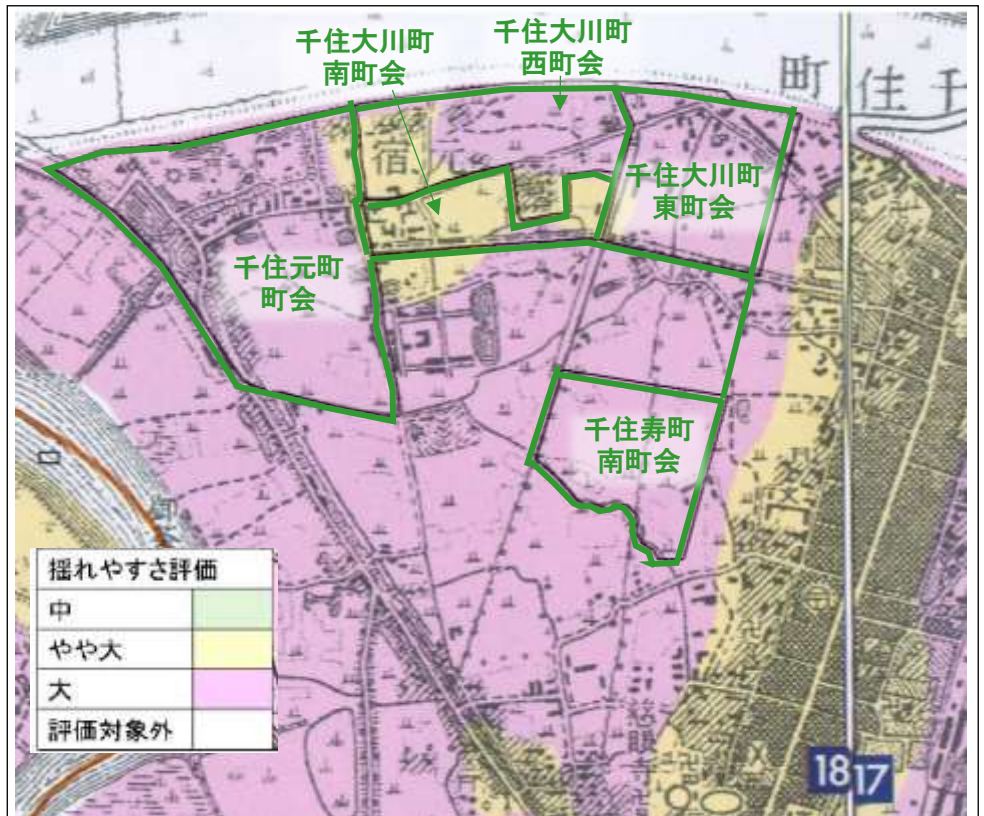 千住大川町
南町会
千住大川町
西町会
町住千
宿元
千住大川町
東町会
千住元町
町会
千住寿町
南町会
揺れやすさ評価
中
やや大
大
評価対象外
18 17